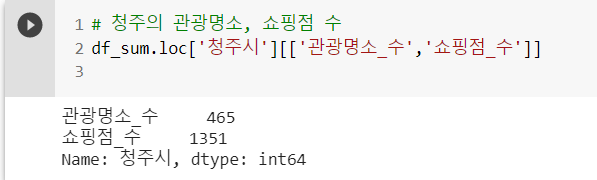 1 # 청주의 관광명소, 쇼핑점 수
2 df_sum.loc['청주시'][['관광명소_수','쇼핑점_수']]
3
관광명소_수 465
쇼핑점_수 1351
Name: 청주시, dtype: int64